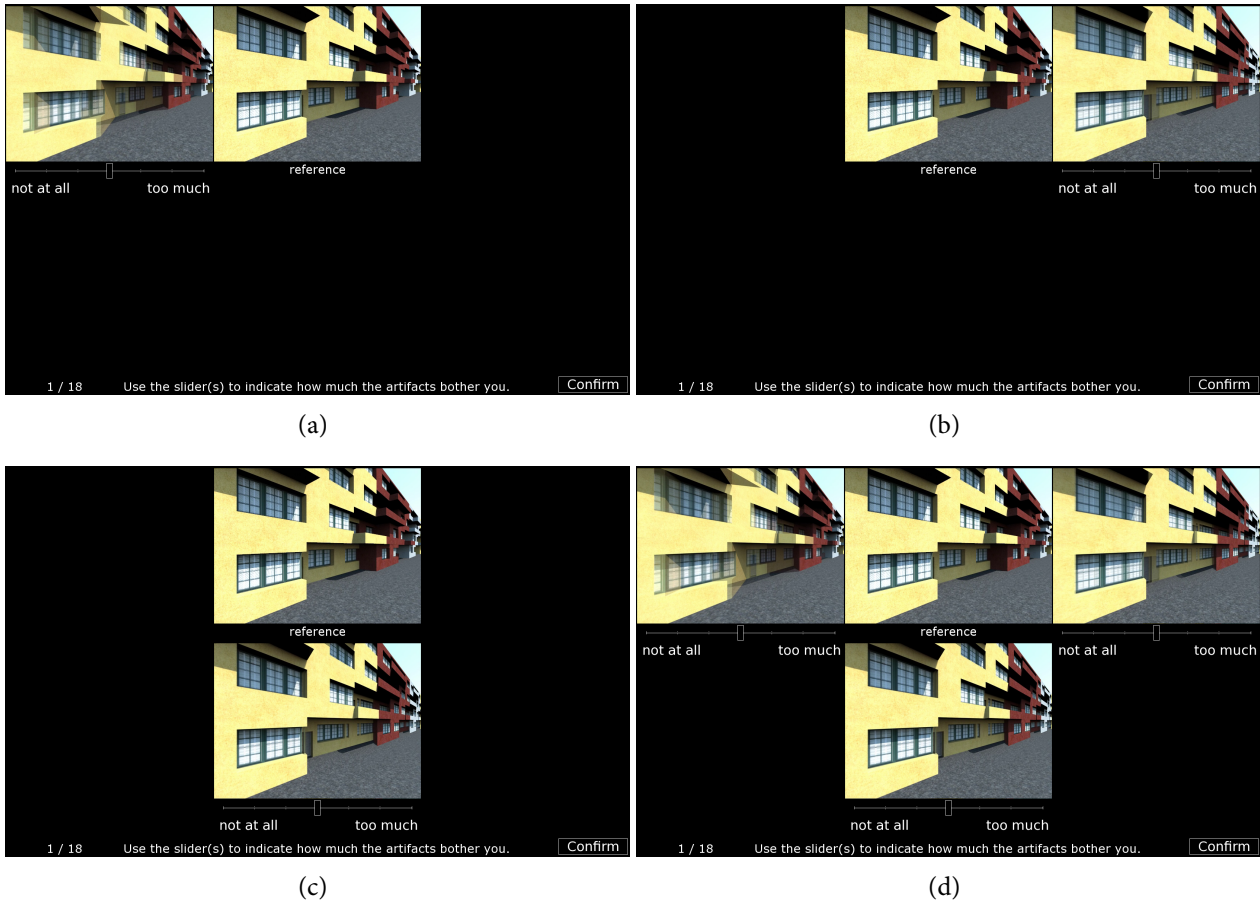 reference
not at all too much
1 / 18 Use the slider(s) to indicate how much the artifacts bother you. Confirm
(a)
reference
not at all too much
1 / 18 Use the slider(s) to indicate how much the artifacts bother you. Confirm
(b)
reference
not at all too much
1 / 18 Use the slider(s) to indicate how much the artifacts bother you. Confirm
(c)
reference
not at all too much not at all too much
not at all too much
1 / 18 Use the slider(s) to indicate how much the artifacts bother you. Confirm
(d)